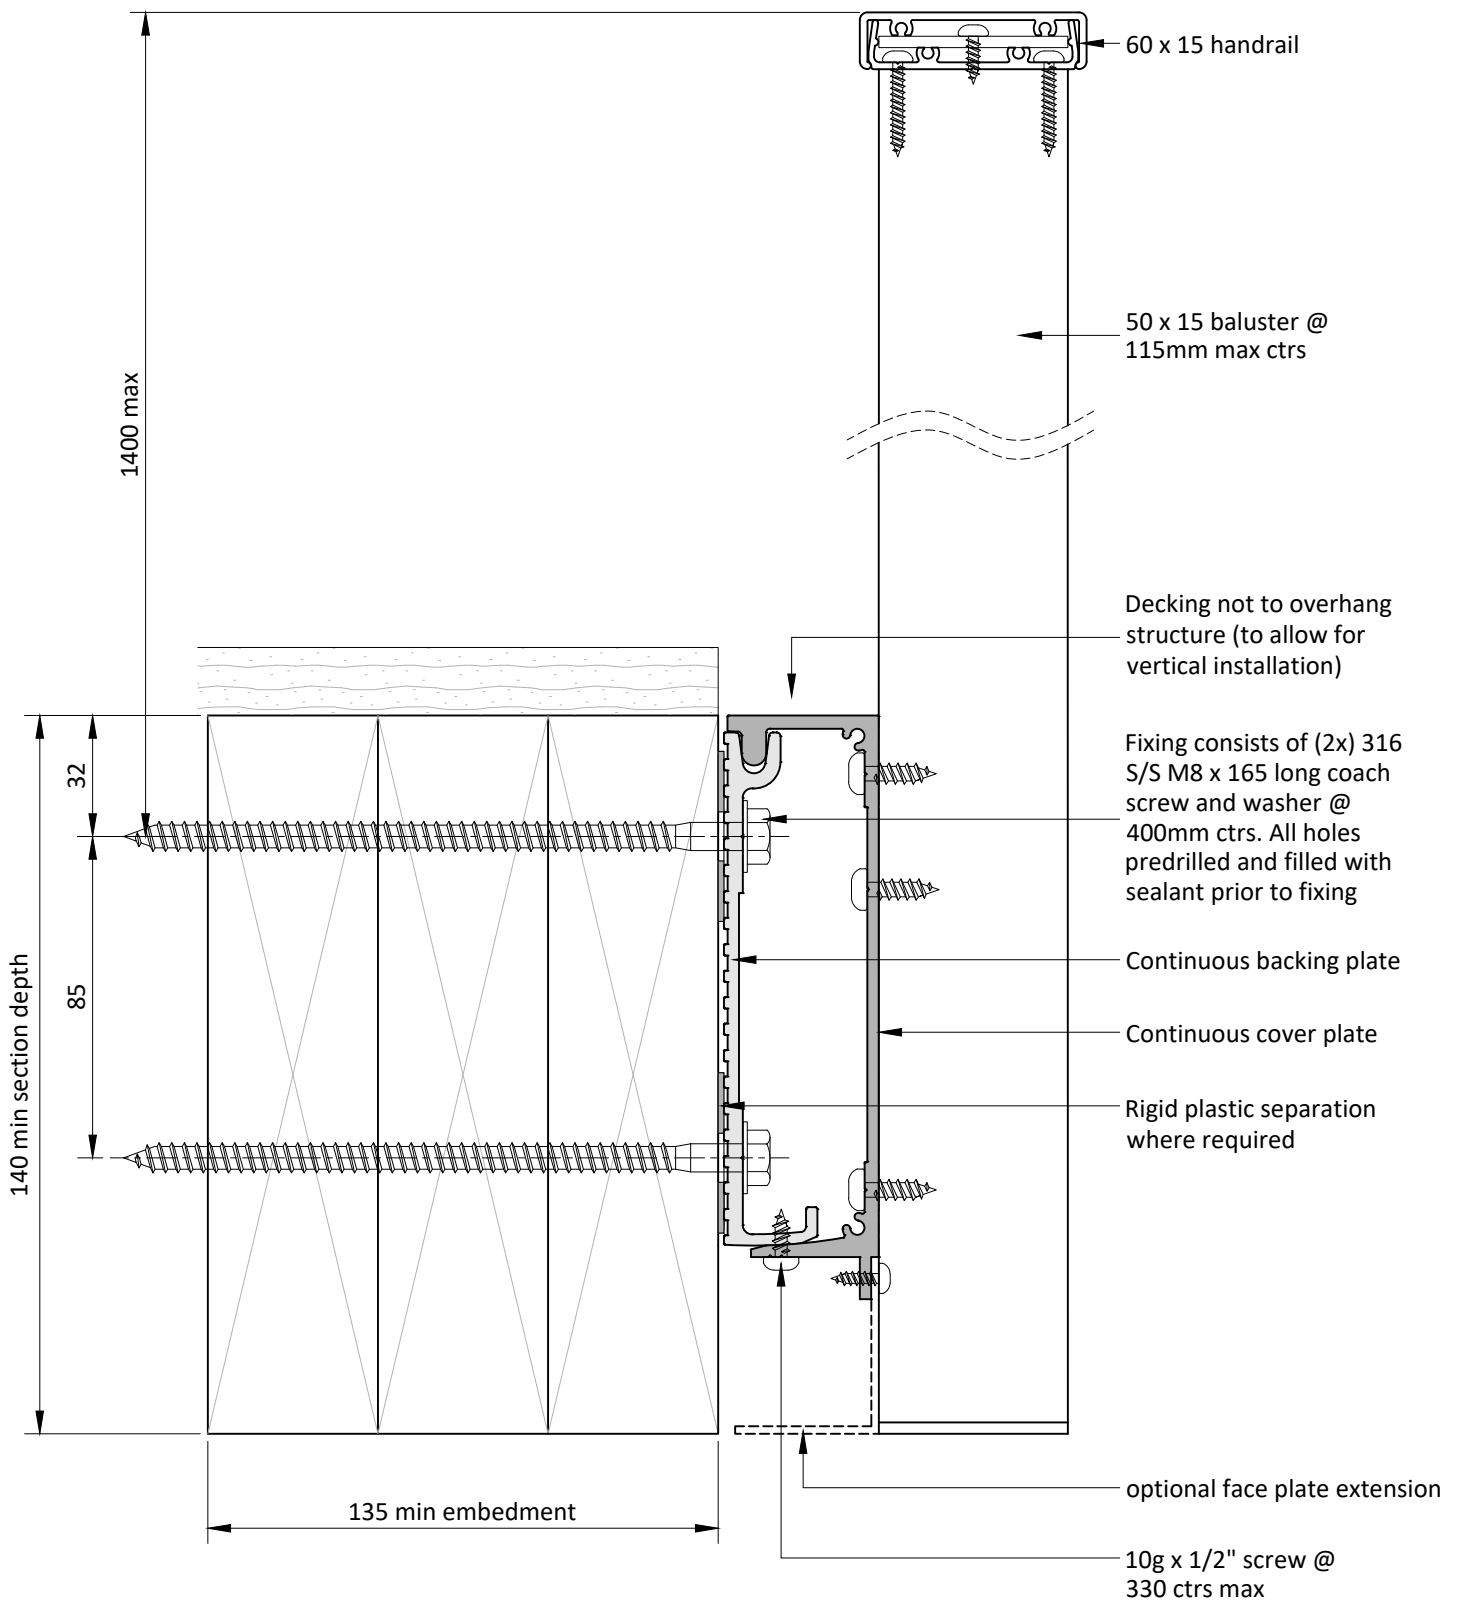 60 x 15 handrail
50 x 15 baluster @
115mm max ctrs
1400 max
Decking not to overhang
structure (to allow for
vertical installation)
32
Fixing consists of (2x) 316
S/S M8 x 165 long coach
screw and washer @
400mm ctrs. All holes
predrilled and filled with
sealant prior to fixing
85
140 min section depth
Continuous backing plate
Continuous cover plate
Rigid plastic separation
where required
optional face plate extension
135 min embedment
10g x 1/2" screw @
330 ctrs max